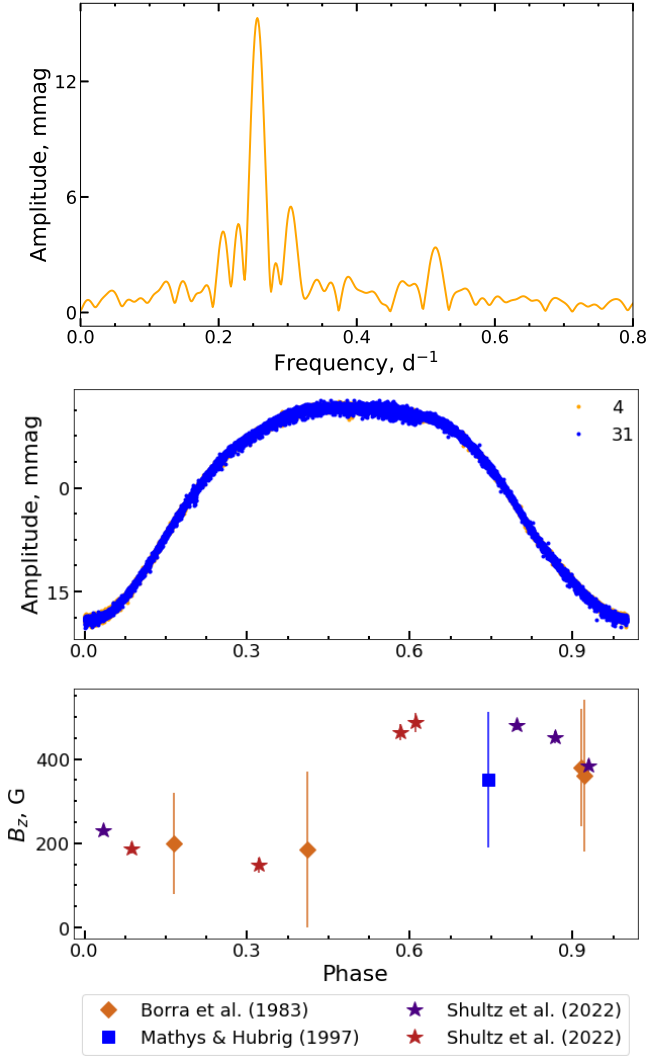 Amplitude, mmag
12
6
0
0.0 0.2 0.4 0.6 0.8
Frequency, d⁻¹
Amplitude, mmag
0
15
4
31
0.0 0.3 0.6 0.9
B_z, G
400
200
0
0.0 0.3 0.6 0.9
Phase
Borra et al. (1983) Shultz et al. (2022)
Mathys & Hubrig (1997) Shultz et al. (2022)